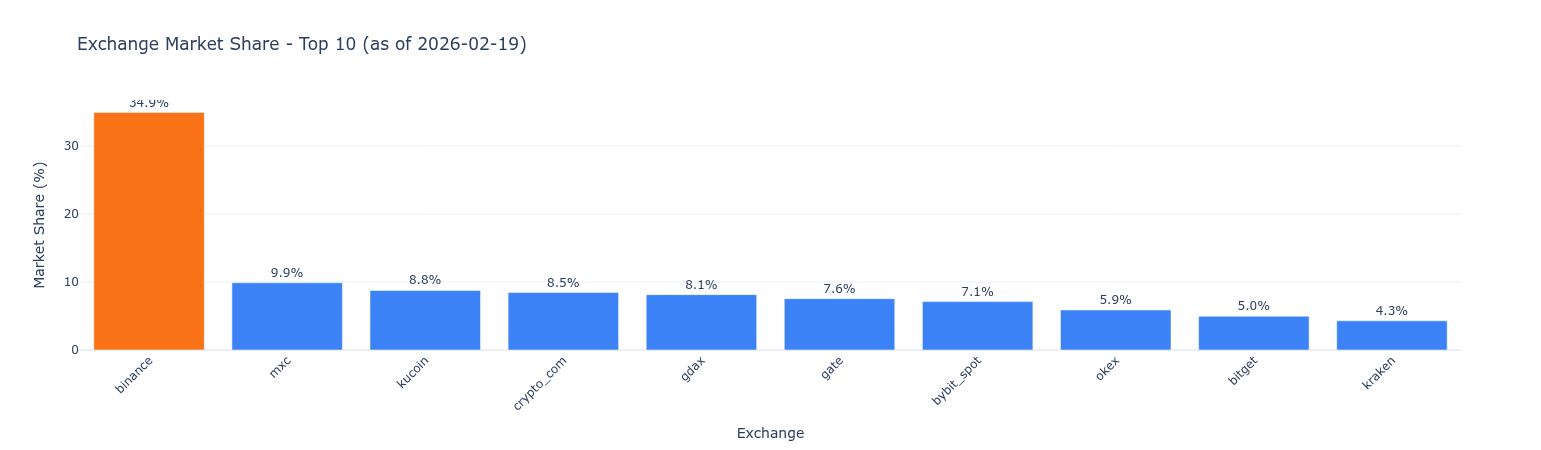 Exchange Market Share - Top 10 (as of 2026-02-19)
Market Share (%)
30
20
10
0
34.9%
9.9%
8.8%
8.5%
8.1%
7.6%
7.1%
5.9%
5.0%
4.3%
binance
mxc
kucoin
crypto_com
gdax
gate
bybit_spot
okex
bitget
kraken
Exchange